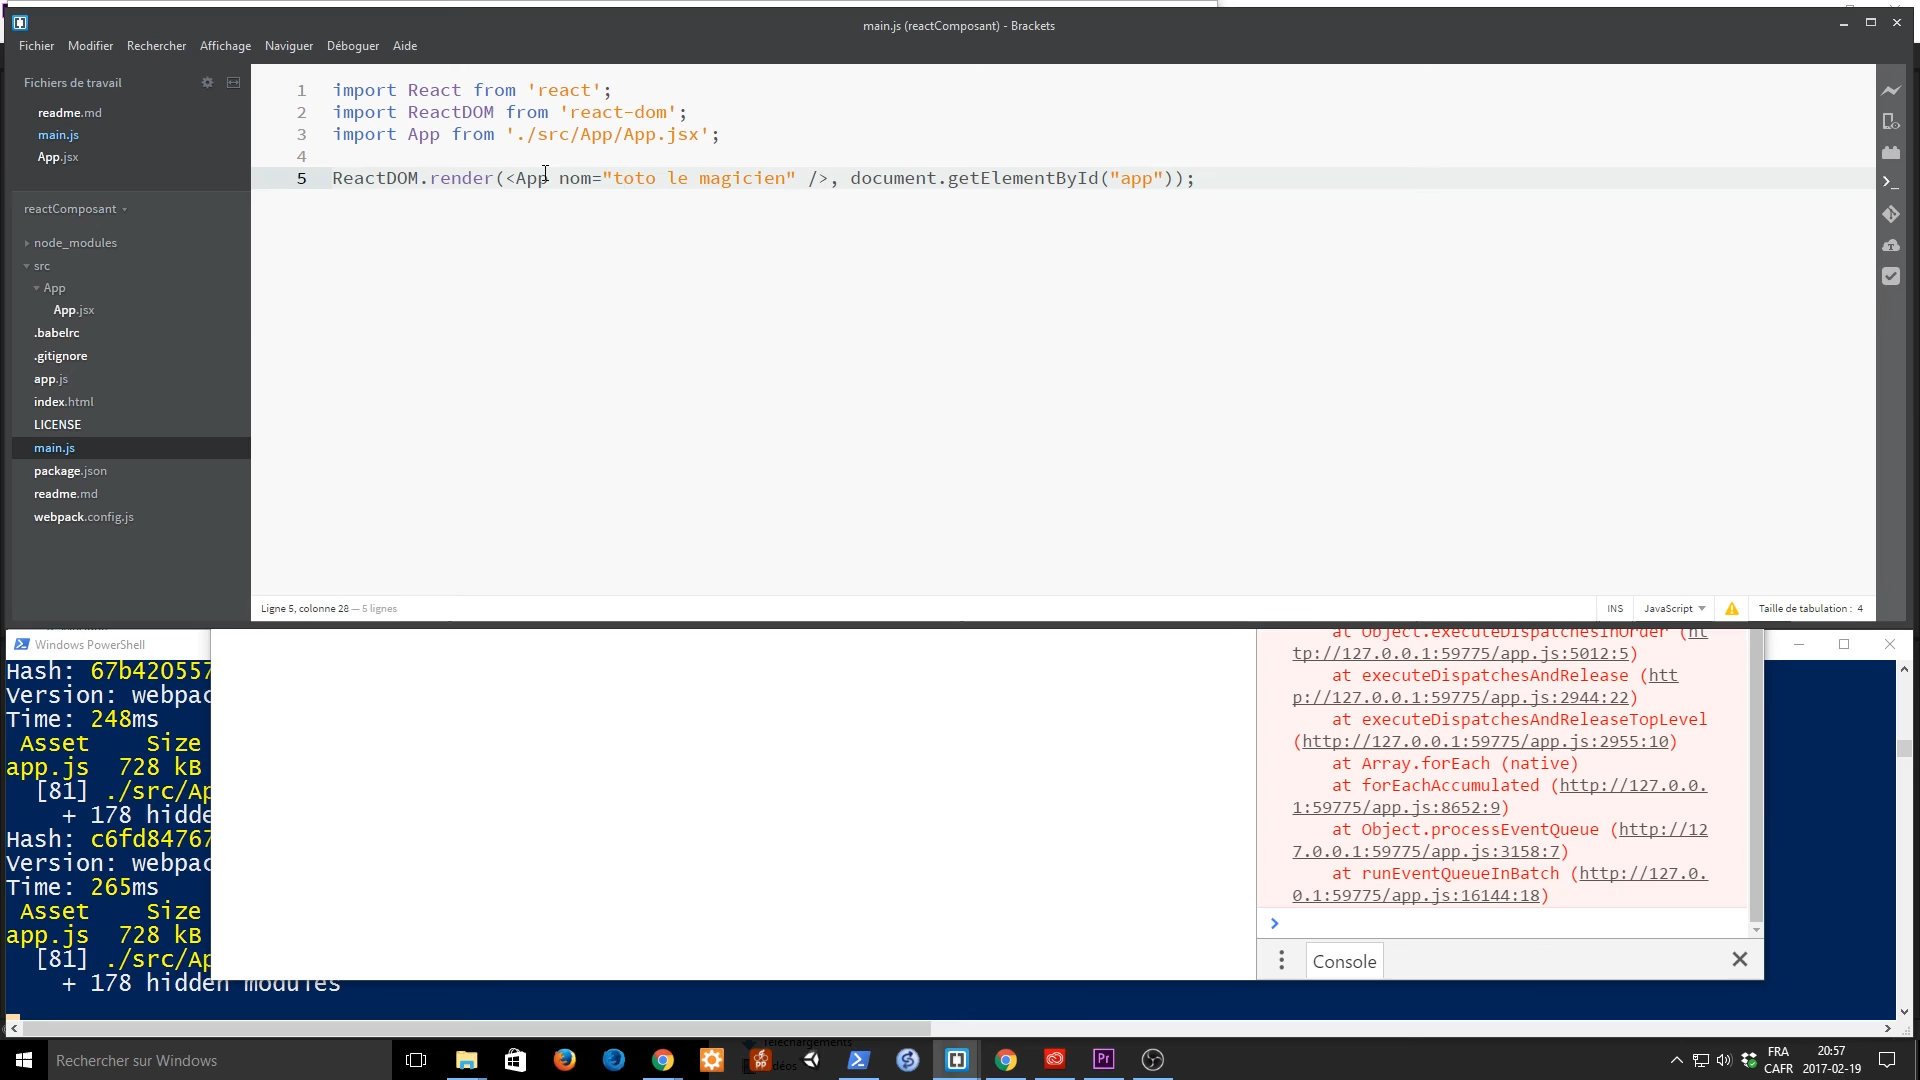 main.js (reactComposant) - Brackets
Fichier Modifier Rechercher Affichage Naviguer Déboguer Aide
Fichiers de travail
readme.md
main.js
App.jsx
reactComposant
node_modules
src
App
App.jsx
.babelrc
.gitignore
app.js
index.html
LICENSE
main.js
package.json
readme.md
webpack.config.js
1 import React from 'react';
2 import ReactDOM from 'react-dom';
3 import App from './src/App/App.jsx';
4
5 ReactDOM.render(<App nom="toto le magicien" />, document.getElementById("app"));
Ligne 5, colonne 28 — 5 lignes
INS JavaScript Taille de tabulation : 4
Windows PowerShell
Hash: 67b420557
Version: webpac
Time: 248ms
Asset Size
app.js 728 kB
[81] ./src/Ap
+ 178 hidde
Hash: c6fd84767
Version: webpac
Time: 265ms
Asset Size
app.js 728 kB
[81] ./src/Ap
+ 178 hidden modules
at Object.executeDispatchesInOrder (ht
tp://127.0.0.1:59775/app.js:5012:5)
at executeDispatchesAndRelease (htt
p://127.0.0.1:59775/app.js:2944:22)
at executeDispatchesAndReleaseTopLevel
(http://127.0.0.1:59775/app.js:2955:10)
at Array.forEach (native)
at forEachAccumulated (http://127.0.0.
1:59775/app.js:8652:9)
at Object.processEventQueue (http://12
7.0.0.1:59775/app.js:3158:7)
at runEventQueueInBatch (http://127.0.
0.1:59775/app.js:16144:18)
>
Console
Rechercher sur Windows
Téléchargements
FRA
CAFR
20:57
2017-02-19